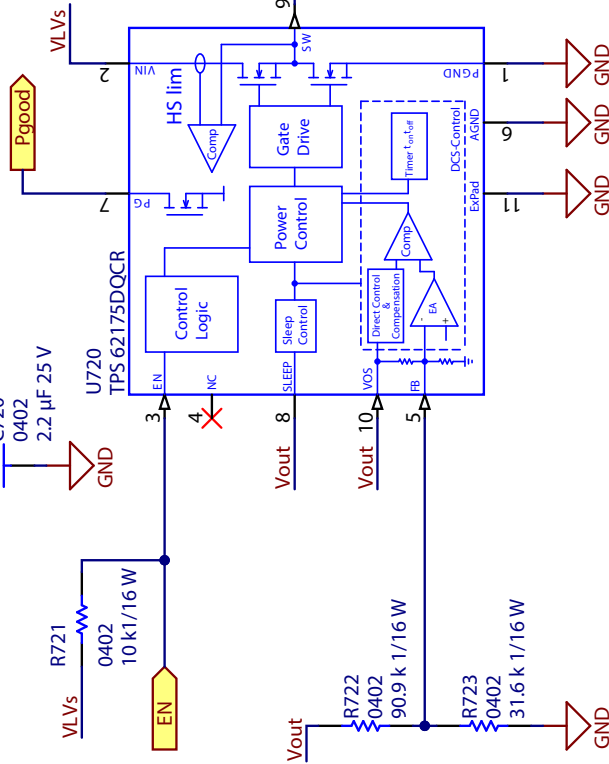 0402
2.2 µF 25 V
GND
U720
TPS 62175DQCR
VLVs
2
VIN
HS lim
Comp
SW
9
Pgood
7
PG
Gate
Drive
PGND
1
GND
AGND
6
GND
ExPad
11
GND
DCS-Control
Timer ton toff
Control
Logic
Power
Control
Sleep
Control
Comp
Direct Control
&
Compensation
EA
-
+
EN
3
NC
4
SLEEP
8
Vout
VOS
10
Vout
FB
5
R721
0402
10 k1/16 W
VLVs
EN
Vout
R722
0402
90.9 k 1/16 W
R723
0402
31.6 k 1/16 W
GND